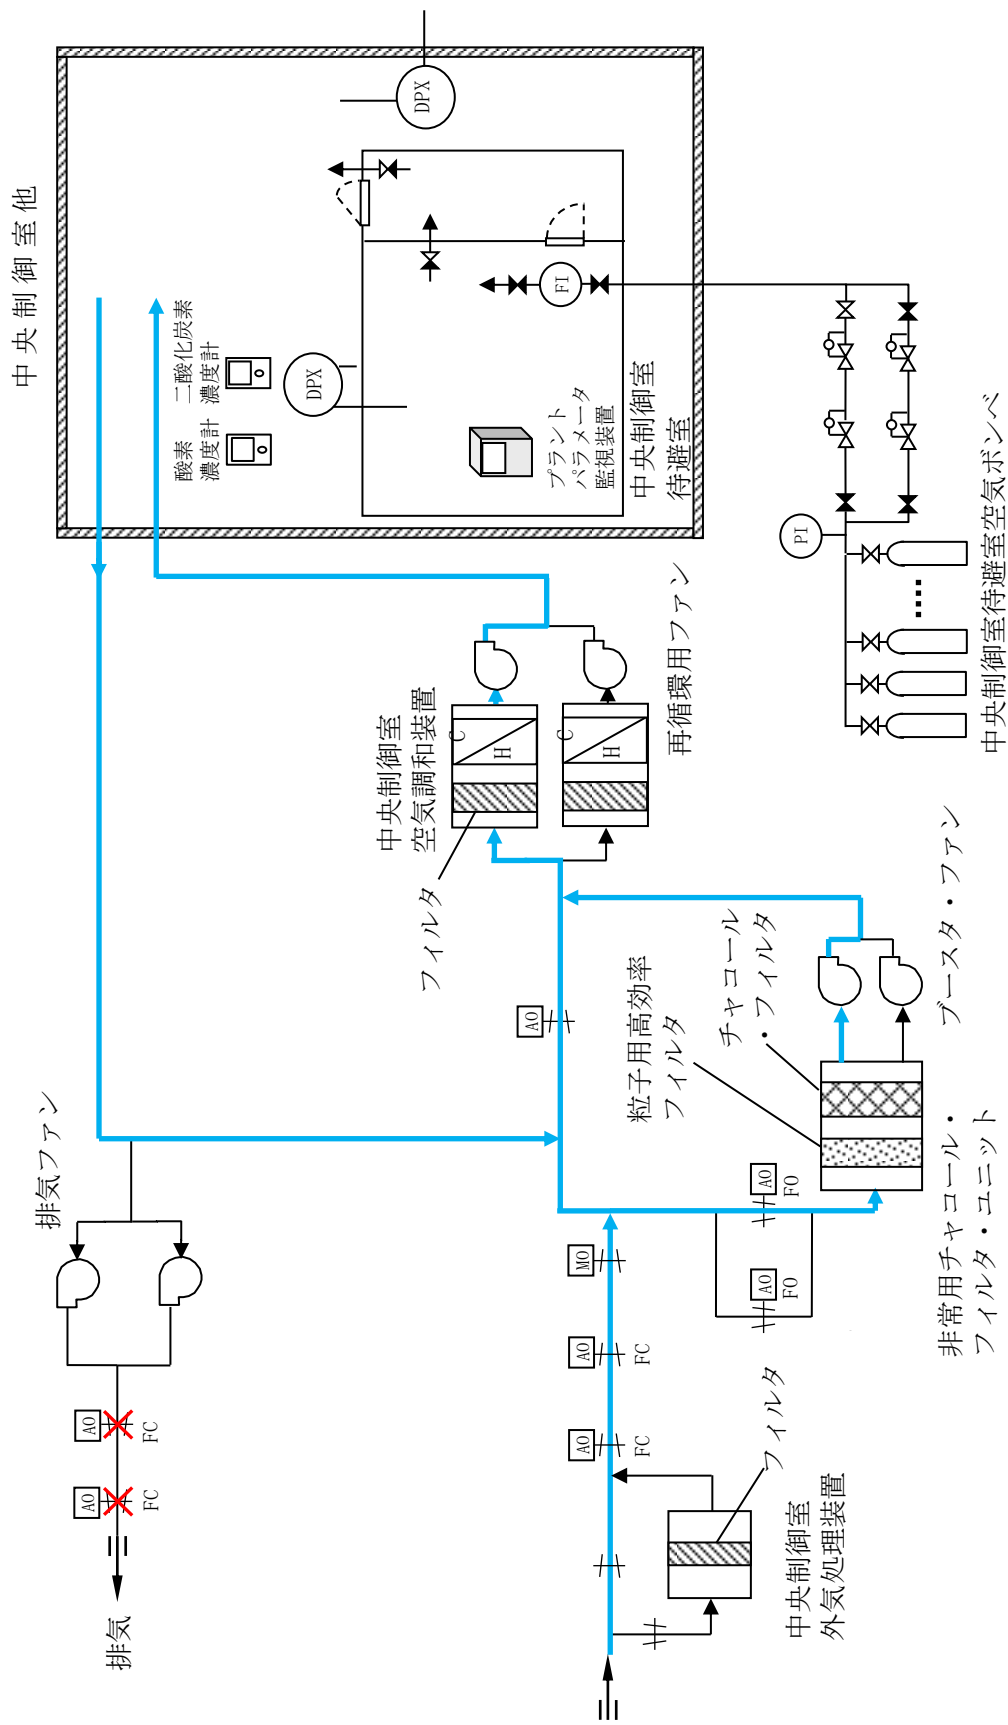 中央制御室他
排気
AO
FC
AO
FC
排気ファン
酸素
濃度計
二酸化炭素
濃度計
DPX
DPX
プラント
パラメータ
監視装置
中央制御室
待避室
FI
中央制御室
空気調和装置
フィルタ
C
H
C
H
再循環用ファン
AO
PI
中央制御室待避室空気ボンベ
中央制御室
外気処理装置
フィルタ
AO
FC
AO
FC
MO
AO
FO
AO
FO
粒子用高効率
フィルタ
チャコール
・フィルタ
ブースタ・ファン
非常用チャコール・
フィルタ・ユニット